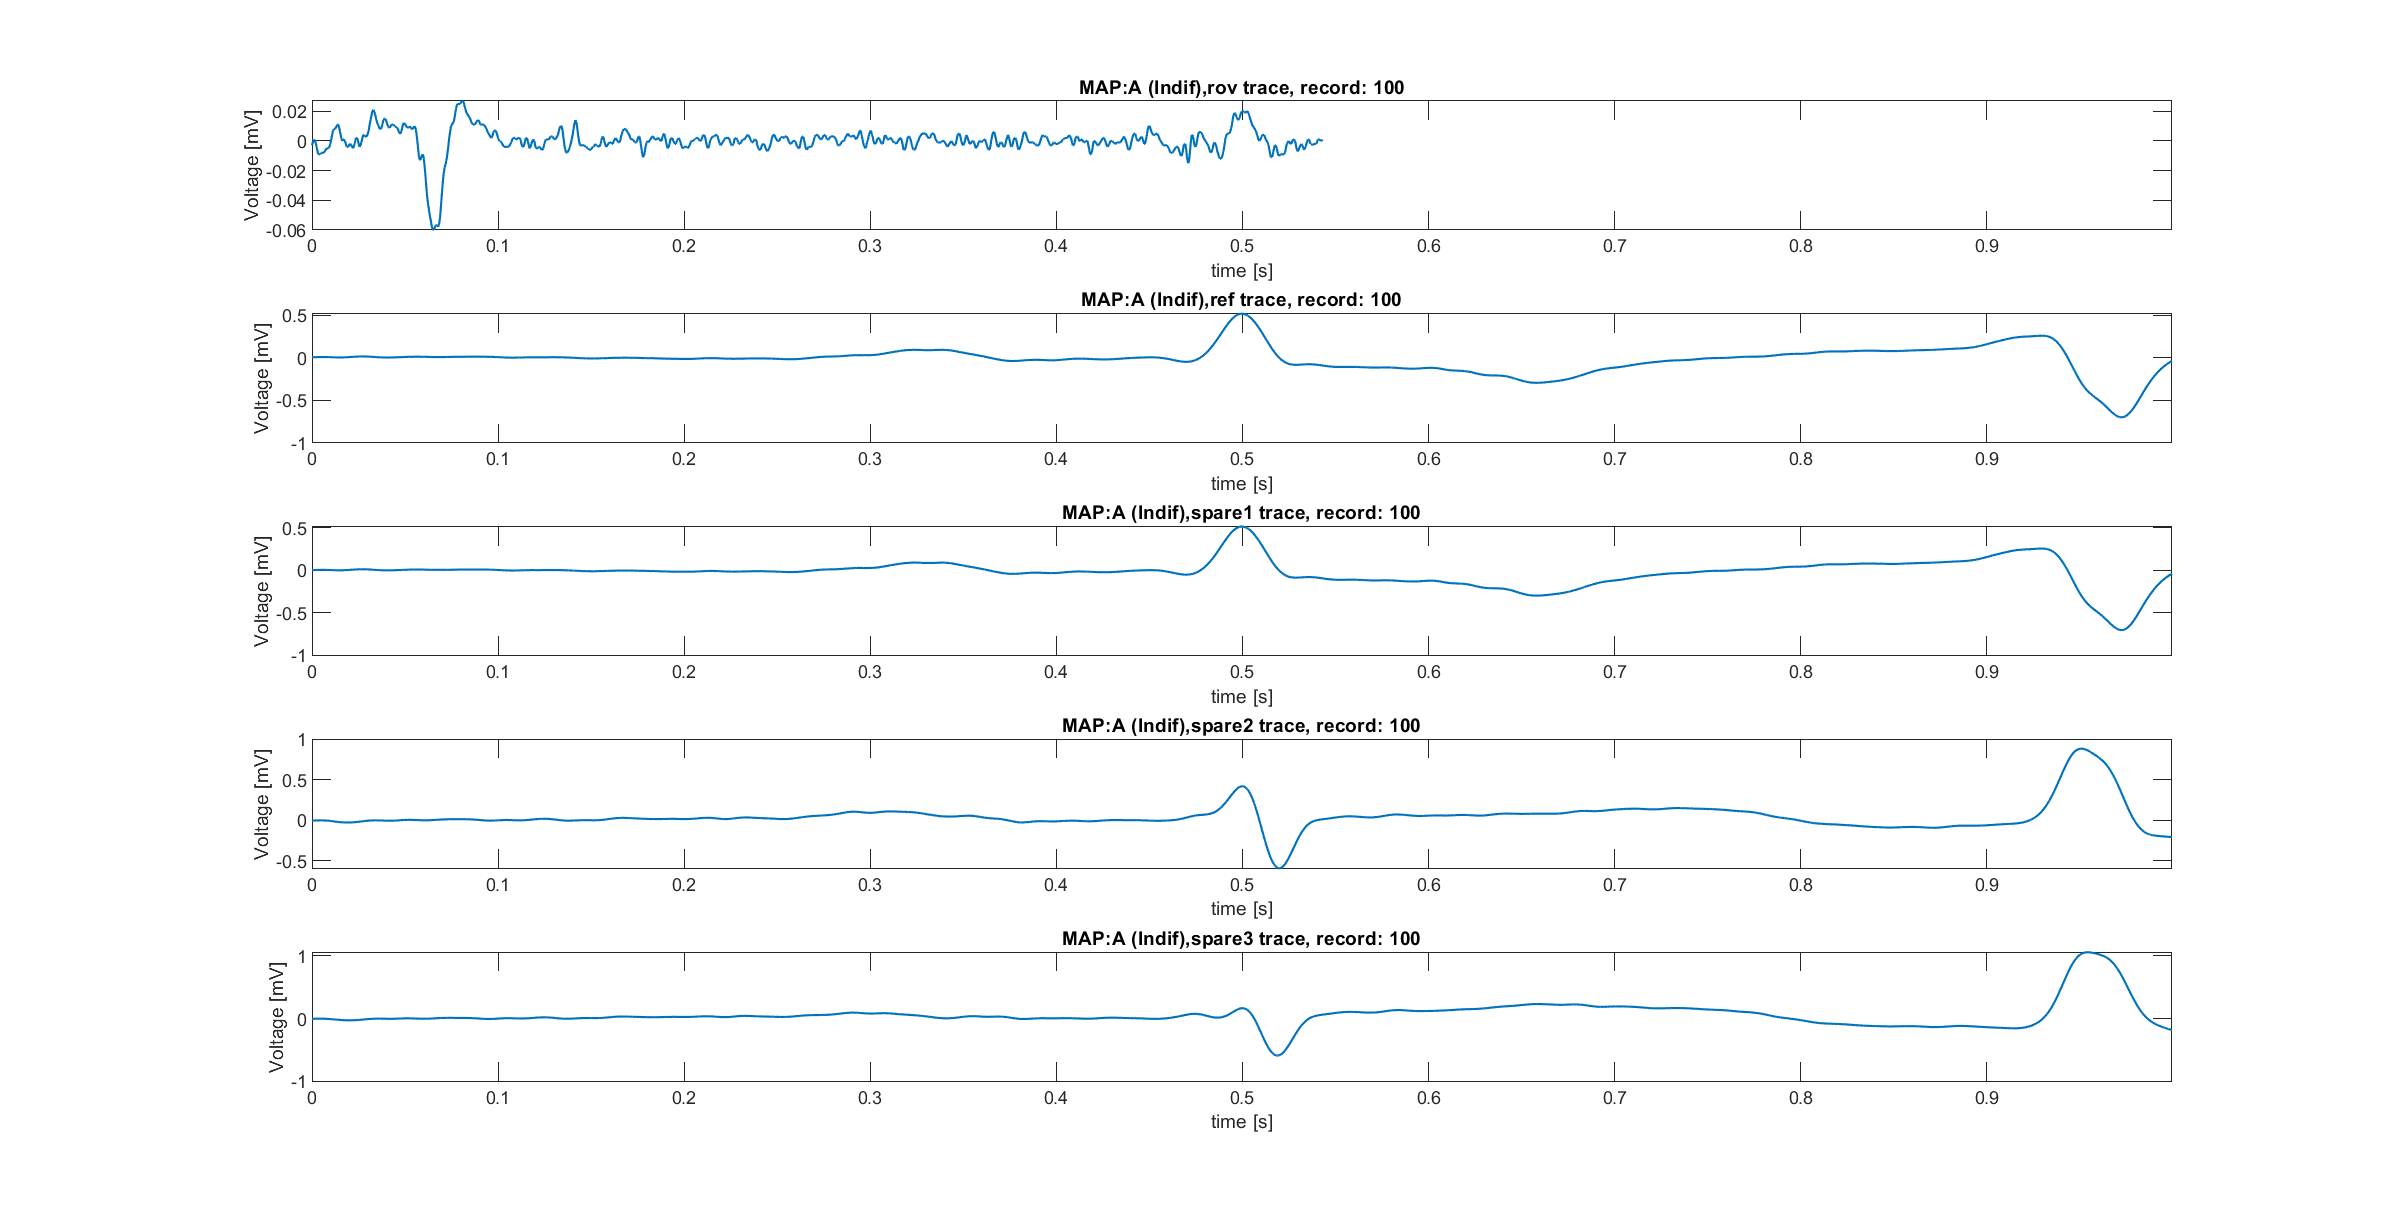 MAP:A (Indif),rov trace, record: 100
Voltage [mV]
0.02
0
-0.02
-0.04
-0.06
0 0.1 0.2 0.3 0.4 0.5 0.6 0.7 0.8 0.9
time [s]
MAP:A (Indif),ref trace, record: 100
Voltage [mV]
0.5
0
-0.5
-1
0 0.1 0.2 0.3 0.4 0.5 0.6 0.7 0.8 0.9
time [s]
MAP:A (Indif),spare1 trace, record: 100
Voltage [mV]
0.5
0
-0.5
-1
0 0.1 0.2 0.3 0.4 0.5 0.6 0.7 0.8 0.9
time [s]
MAP:A (Indif),spare2 trace, record: 100
Voltage [mV]
1
0.5
0
-0.5
0 0.1 0.2 0.3 0.4 0.5 0.6 0.7 0.8 0.9
time [s]
MAP:A (Indif),spare3 trace, record: 100
Voltage [mV]
1
0
-1
0 0.1 0.2 0.3 0.4 0.5 0.6 0.7 0.8 0.9
time [s]